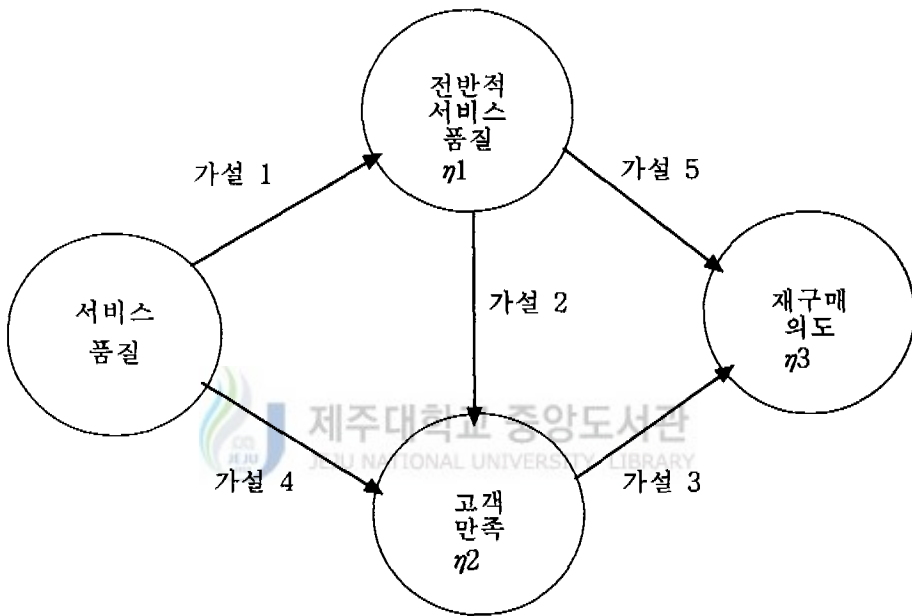 전반적
서비스
품질
η1
가설 1
가설 5
서비스
품질
가설 2
재구매
의도
η3
제주대학교 중앙도서관
JEJU NATIONAL UNIVERSITY LIBRARY
가설 4
가설 3
고객
만족
η2